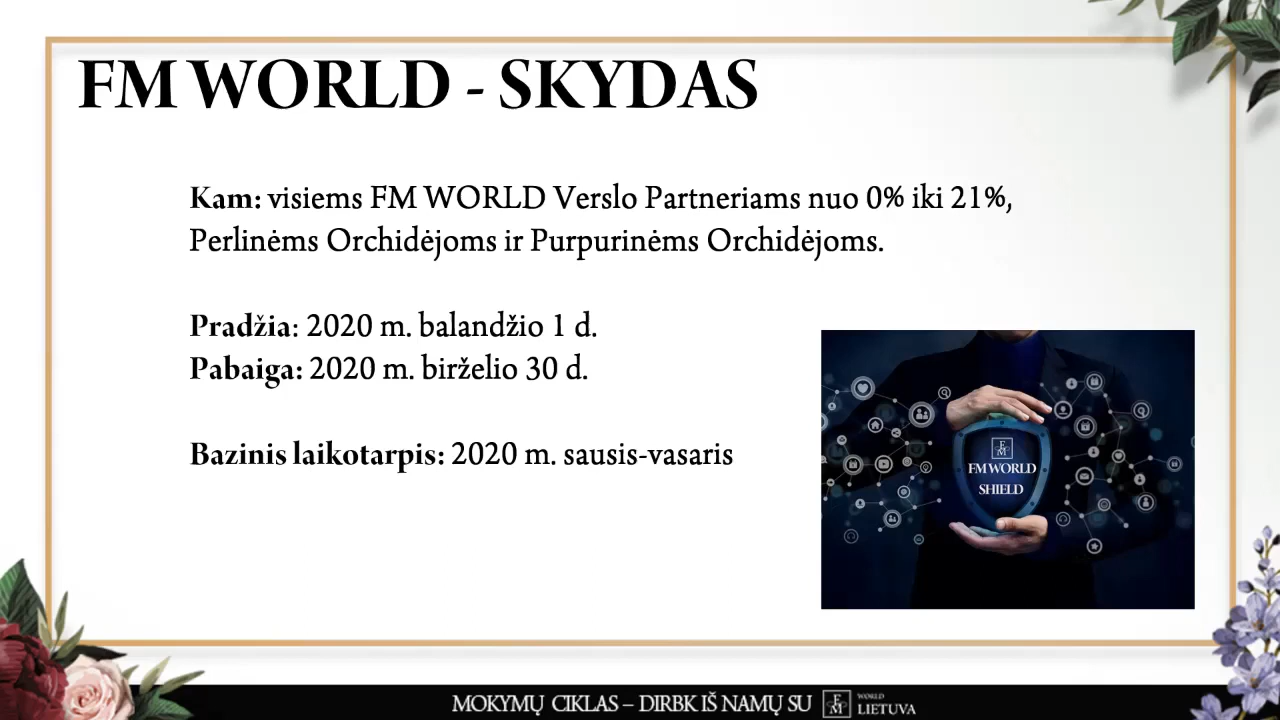 FM WORLD - SKYDAS
Kam: visiems FM WORLD Verslo Partneriams nuo 0% iki 21%,
Perlinėms Orchidėjoms ir Purpurinėms Orchidėjoms.
Pradžia: 2020 m. balandžio 1 d.
Pabaiga: 2020 m. birželio 30 d.
Bazinis laikotarpis: 2020 m. sausis-vasaris
FM
FM WORLD
SHIELD
MOKYMŲ CIKLAS – DIRBK IŠ NAMŲ SU
FM
WORLD
LIETUVA